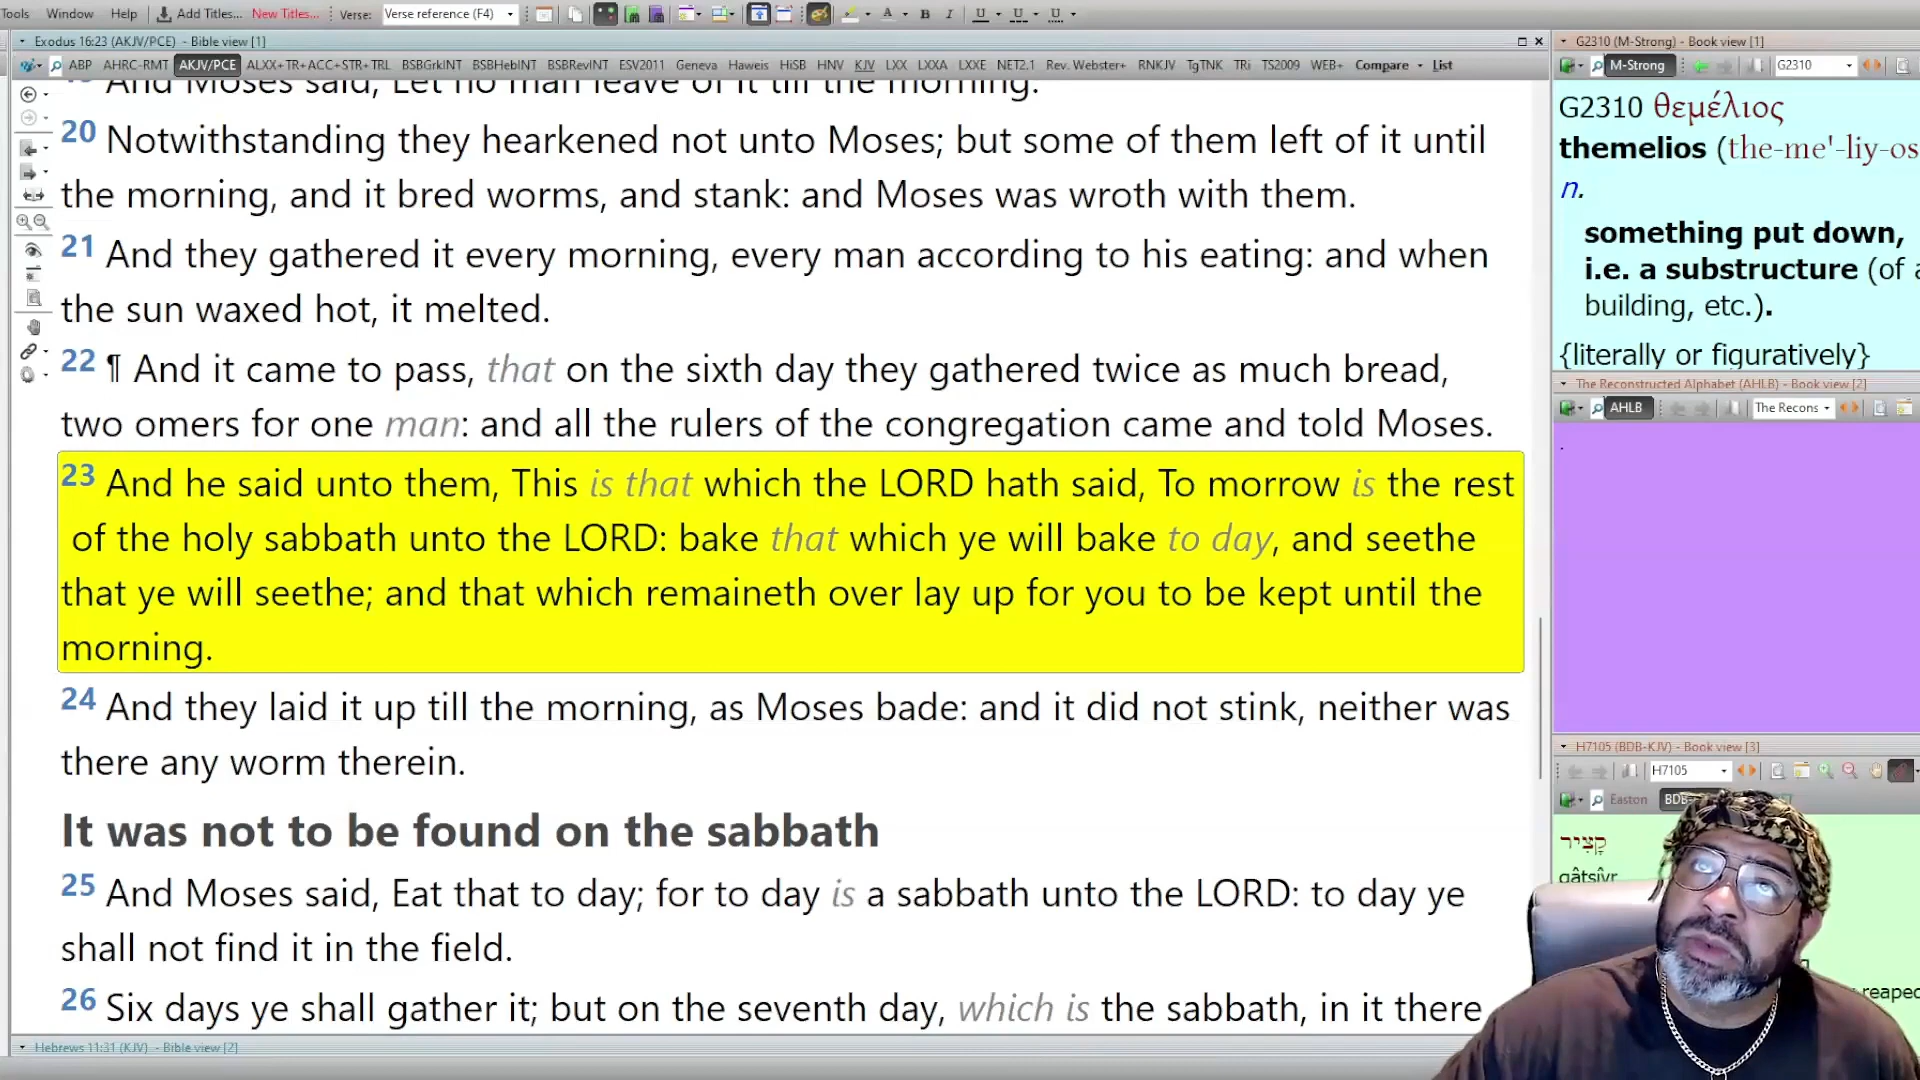 Tools Window Help Add Titles... New Titles... Verse: Verse reference (F4)
Exodus 16:23 (AKJV/PCE) - Bible view [1]
ABP AHRC-RMT AKJV/PCE ALXX+TR+ACC+STR+TRL BSBGrkINT BSBHebINT BSBRevINT ESV2011 Geneva Haweis HiSB HNV KJV LXX LXXA LXXE NET2.1 Rev. Webster+ RNKJV TgTNK TRi TS2009 WEB+ Compare List
And Moses said, Let no man leave of it till the morning.
20 Notwithstanding they hearkened not unto Moses; but some of them left of it until
the morning, and it bred worms, and stank: and Moses was wroth with them.
21 And they gathered it every morning, every man according to his eating: and when
the sun waxed hot, it melted.
22 ¶ And it came to pass, that on the sixth day they gathered twice as much bread,
two omers for one man: and all the rulers of the congregation came and told Moses.
23 And he said unto them, This is that which the LORD hath said, To morrow is the rest
of the holy sabbath unto the LORD: bake that which ye will bake to day, and seethe
that ye will seethe; and that which remaineth over lay up for you to be kept until the
morning.
24 And they laid it up till the morning, as Moses bade: and it did not stink, neither was
there any worm therein.
It was not to be found on the sabbath
25 And Moses said, Eat that to day; for to day is a sabbath unto the LORD: to day ye
shall not find it in the field.
26 Six days ye shall gather it; but on the seventh day, which is the sabbath, in it there
Hebrews 11:31 (KJV) - Bible view [2]
G2310 (M-Strong) - Book view [1]
M-Strong G2310
G2310 θεμέλιος
themelios (the-me'-liy-os
n.
something put down,
i.e. a substructure (of a
building, etc.).
{literally or figuratively}
The Reconstructed Alphabet (AHLB) - Book view [2]
AHLB The Recons
.
H7105 (BDB-KJV) - Book view [3]
H7105
Easton BDB-
קָצִיר
qâtsı̂yr
reaped